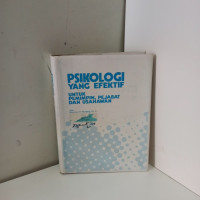 PSIKOLOGI
YANG EFEKTIF
UNTUK
PEMIMPIN, PEJABAT
DAN USAHAWAN